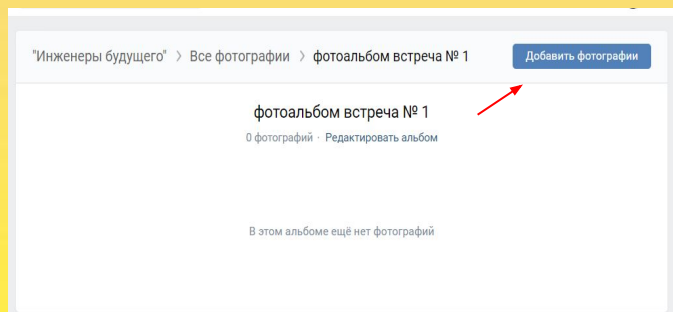 "Инженеры будущего" > Все фотографии > фотоальбом встреча № 1
Добавить фотографии
фотоальбом встреча № 1
0 фотографий · Редактировать альбом
В этом альбоме ещё нет фотографий